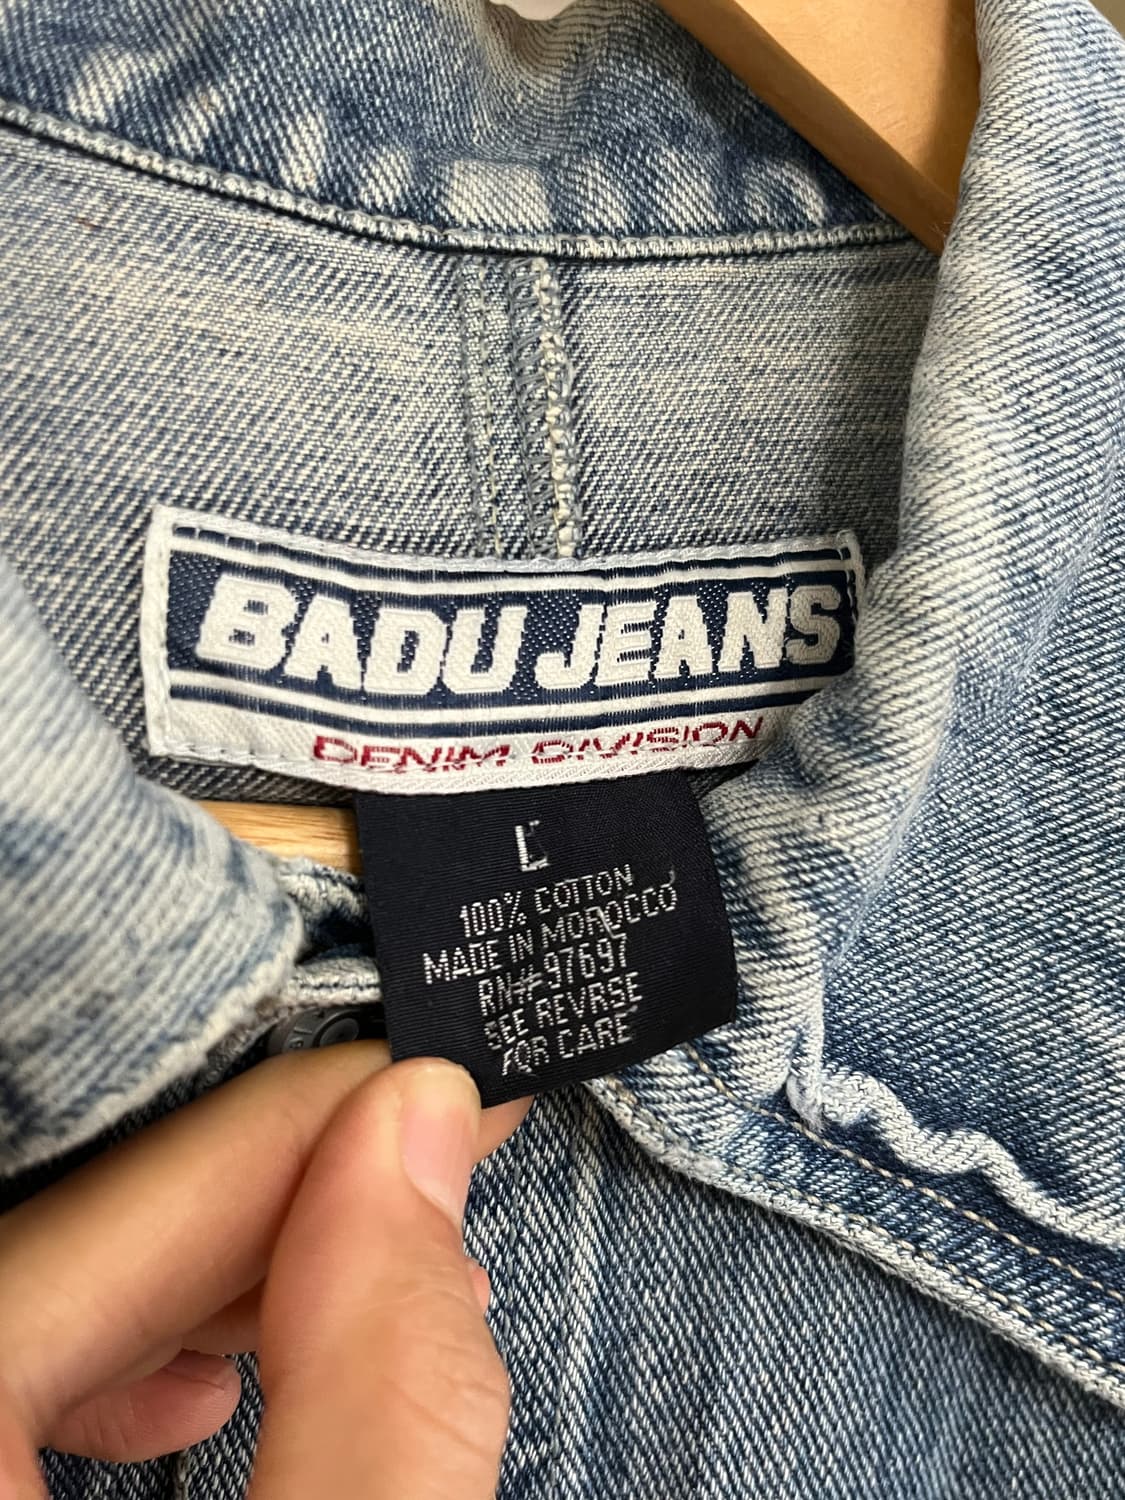 BADU JEANS
DENIM DIVISION
L
100% COTTON
MADE IN MOROCCO
RN#97697
SEE REVRSE
FOR CARE